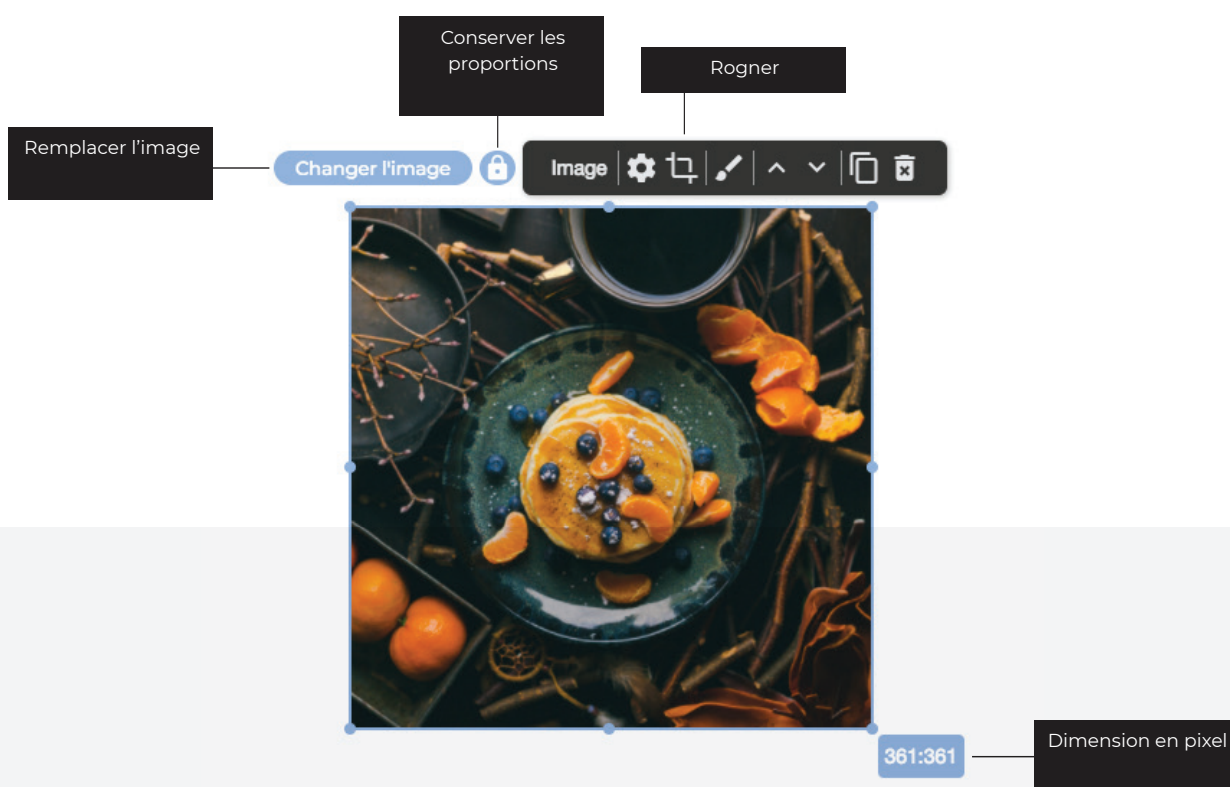 Conserver les
proportions
Rogner
Remplacer l’image
Changer l'image
Image
361:361
Dimension en pixel